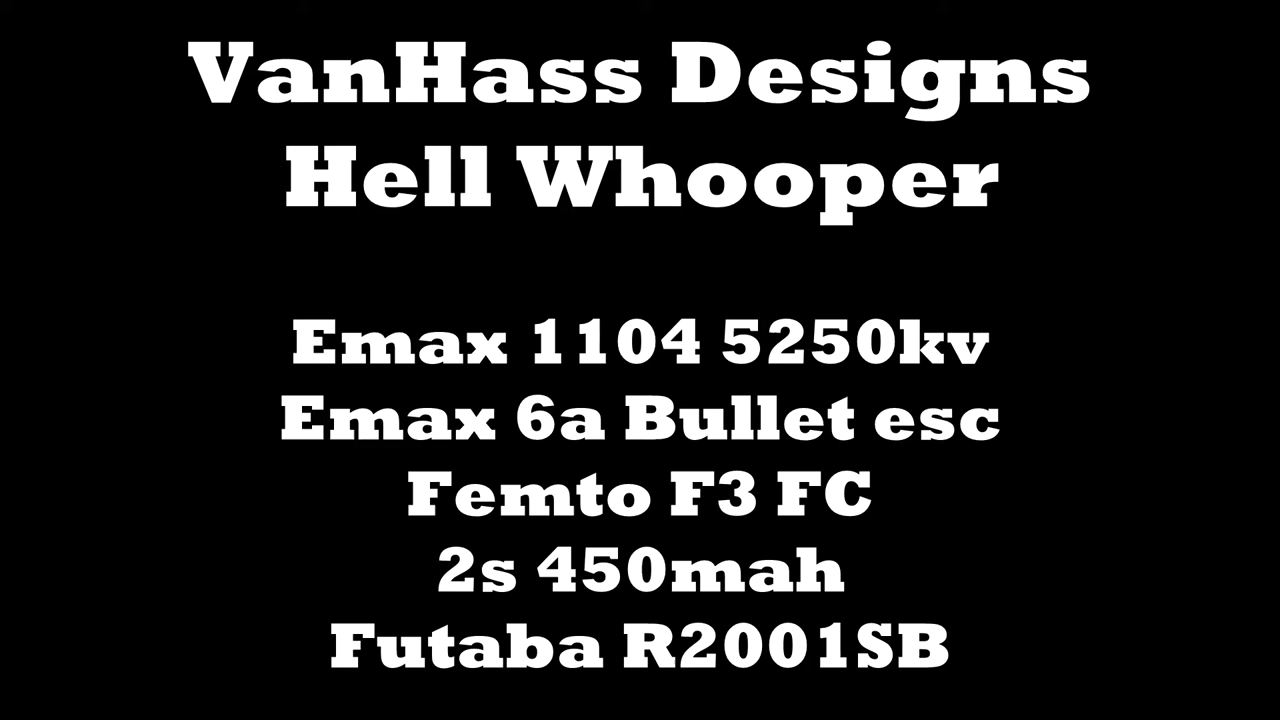 VanHass Designs
Hell Whooper
Emax 1104 5250kv
Emax 6a Bullet esc
Femto F3 FC
2s 450mah
Futaba R2001SB